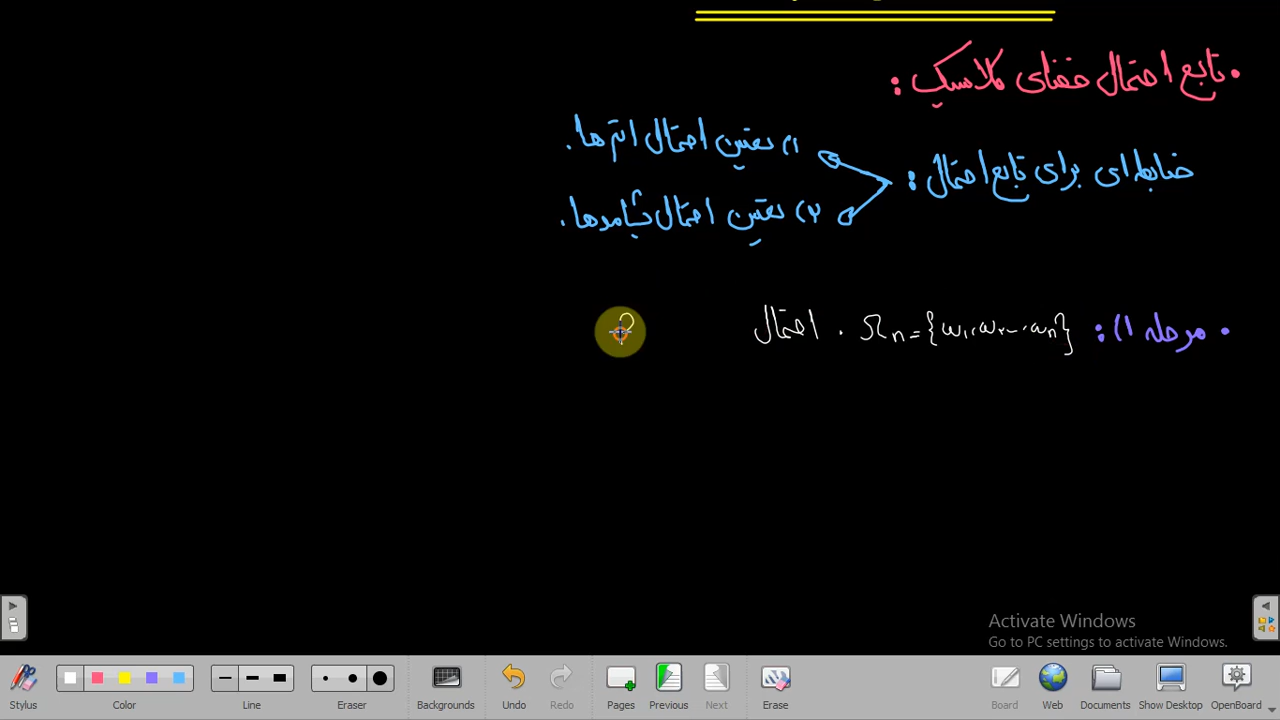 • تابع احتمال فضای کلاسیک :
ضابطه ای برای تابع احتمال :
۱) تعیین احتمال اتم ها .
۲) تعیین احتمال پیشامدها .
• مرحله ۱) : Ωn = {ω۱, ω۲ ... ωn} . احتمال
Activate Windows
Go to PC settings to activate Windows.
Stylus Color Line Eraser Backgrounds Undo Redo Pages Previous Next Erase Board Web Documents Show Desktop OpenBoard